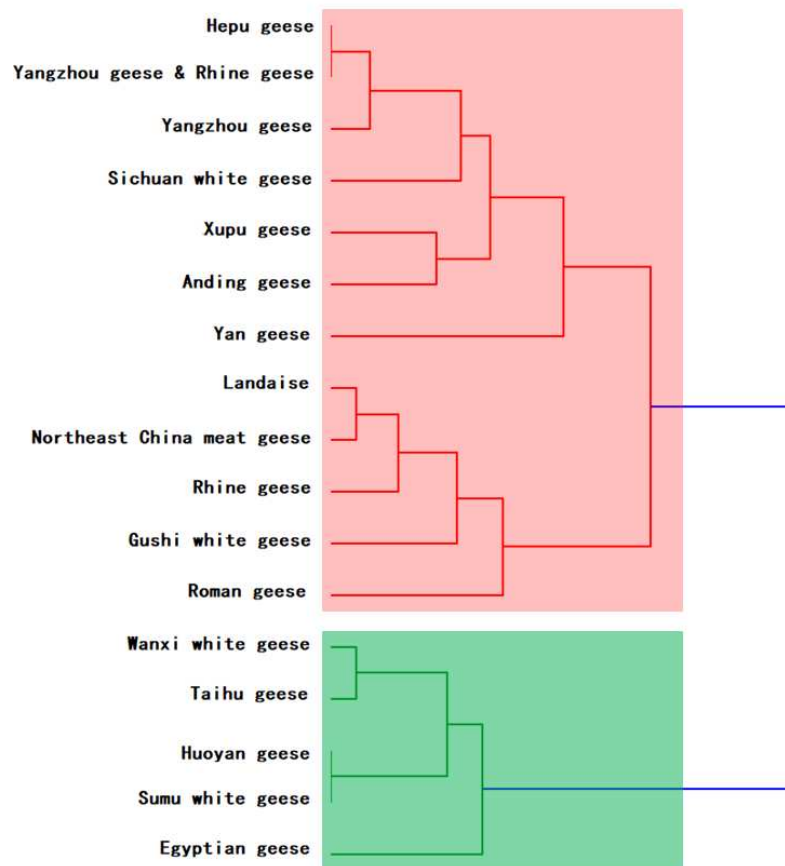 Hepu geese
Yangzhou geese & Rhine geese
Yangzhou geese
Sichuan white geese
Xupu geese
Anding geese
Yan geese
Landaise
Northeast China meat geese
Rhine geese
Gushi white geese
Roman geese
Wanxi white geese
Taihu geese
Huoyan geese
Sumu white geese
Egyptian geese